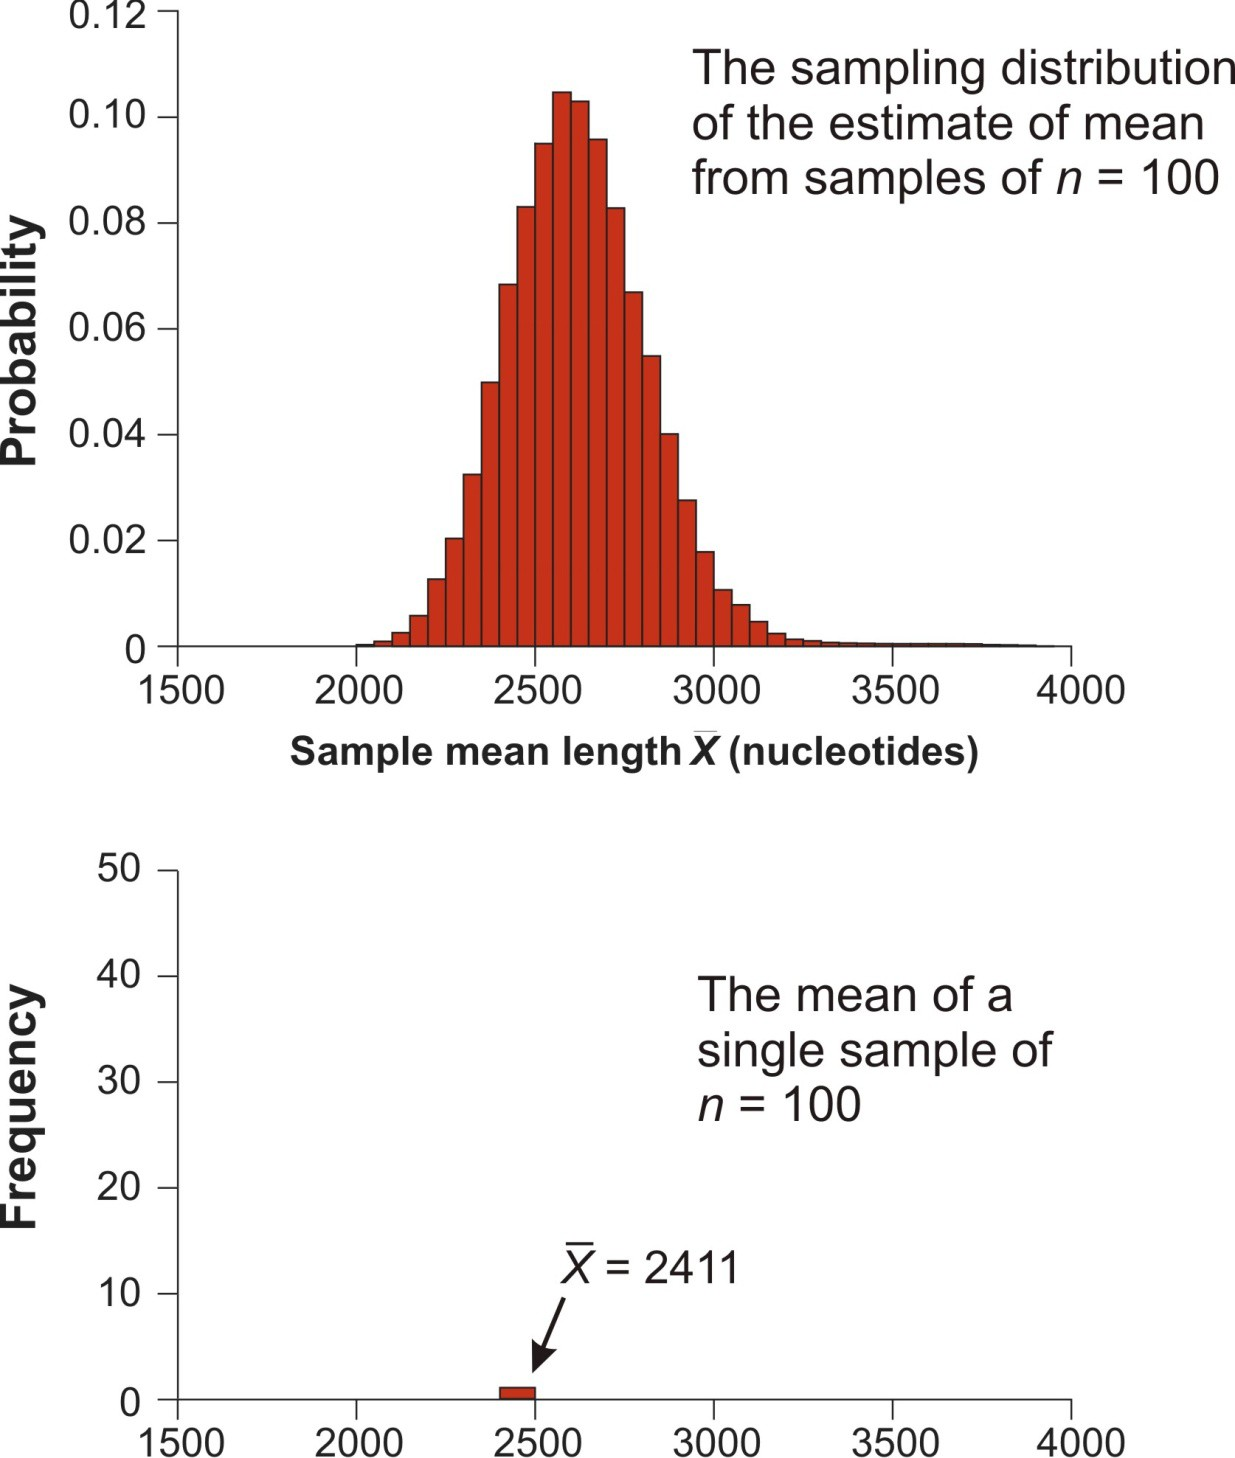 0.12
The sampling distribution
of the estimate of mean
from samples of n = 100
0.10
0.08
0.06
0.04
0.02
0
Probability
1500 2000 2500 3000 3500 4000
Sample mean length X̅ (nucleotides)
50
40
30
20
10
0
Frequency
The mean of a
single sample of
n = 100
X̅ = 2411
1500 2000 2500 3000 3500 4000